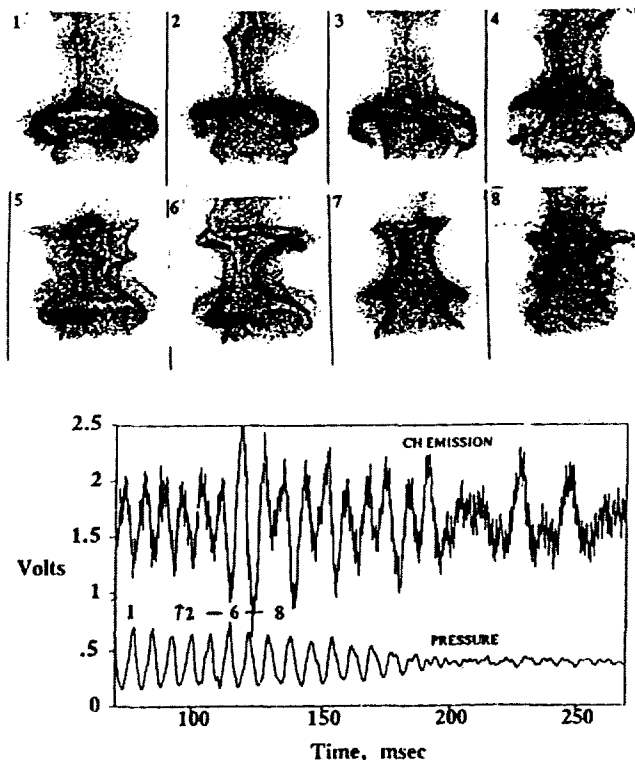 1 2 3 4
5 6 7 8
2.5
CH EMISSION
2
1.5
Volts
1
1 ↑2 — 6 + 8
.5
PRESSURE
0
100 150 200 250
Time, msec